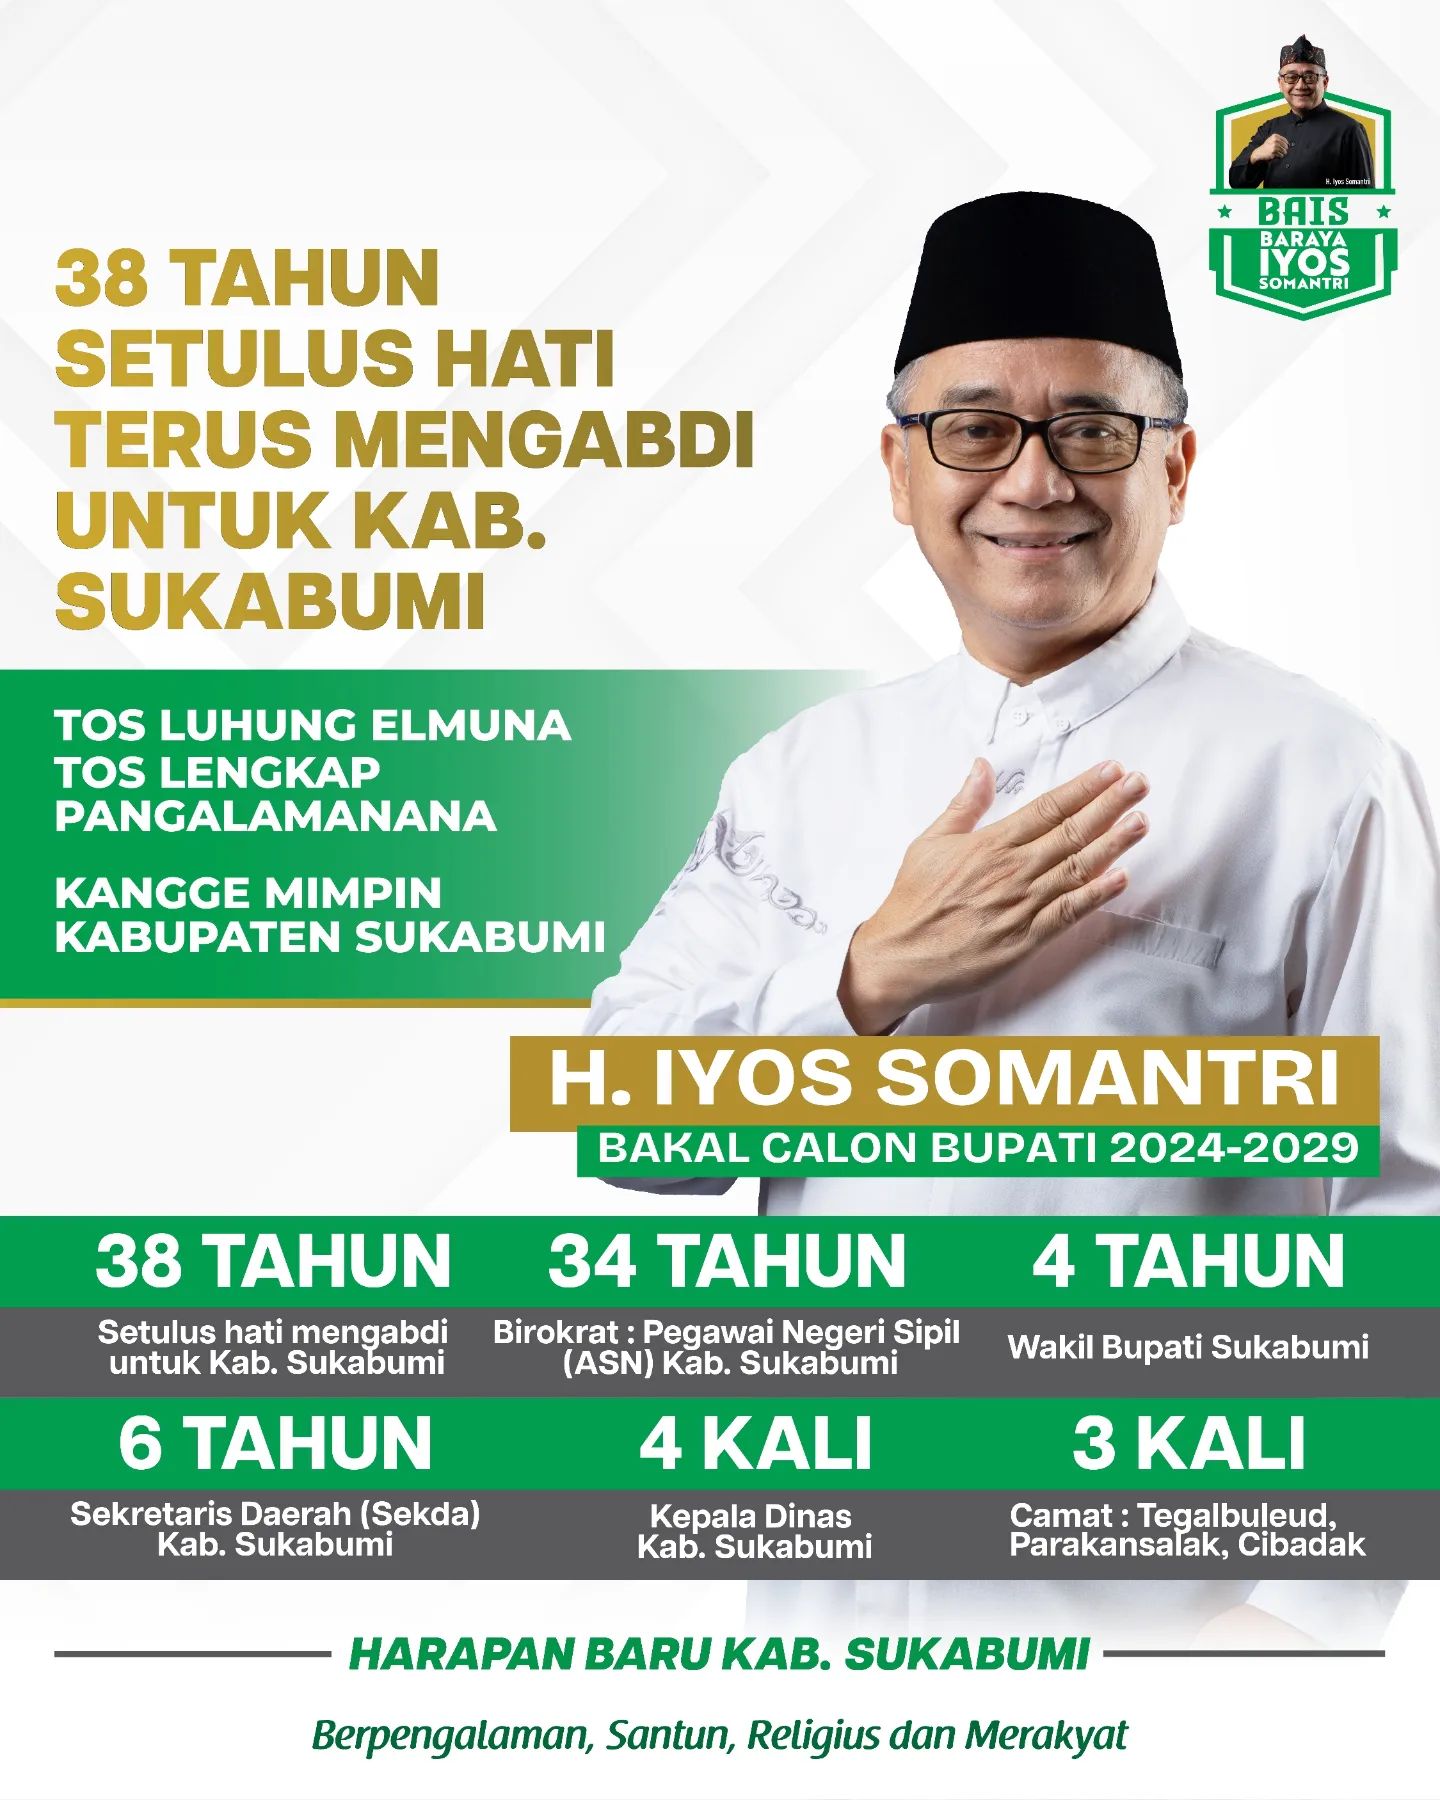 H. Iyos Somantri
BAIS
BARAYA
IYOS
SOMANTRI
38 TAHUN
SETULUS HATI
TERUS MENGABDI
UNTUK KAB.
SUKABUMI
TOS LUHUNG ELMUNA
TOS LENGKAP
PANGALAMANANA
KANGGE MIMPIN
KABUPATEN SUKABUMI
H. IYOS SOMANTRI
BAKAL CALON BUPATI 2024-2029
38 TAHUN
Setulus hati mengabdi
untuk Kab. Sukabumi
34 TAHUN
Birokrat : Pegawai Negeri Sipil
(ASN) Kab. Sukabumi
4 TAHUN
Wakil Bupati Sukabumi
6 TAHUN
Sekretaris Daerah (Sekda)
Kab. Sukabumi
4 KALI
Kepala Dinas
Kab. Sukabumi
3 KALI
Camat : Tegalbuleud,
Parakansalak, Cibadak
HARAPAN BARU KAB. SUKABUMI
Berpengalaman, Santun, Religius dan Merakyat